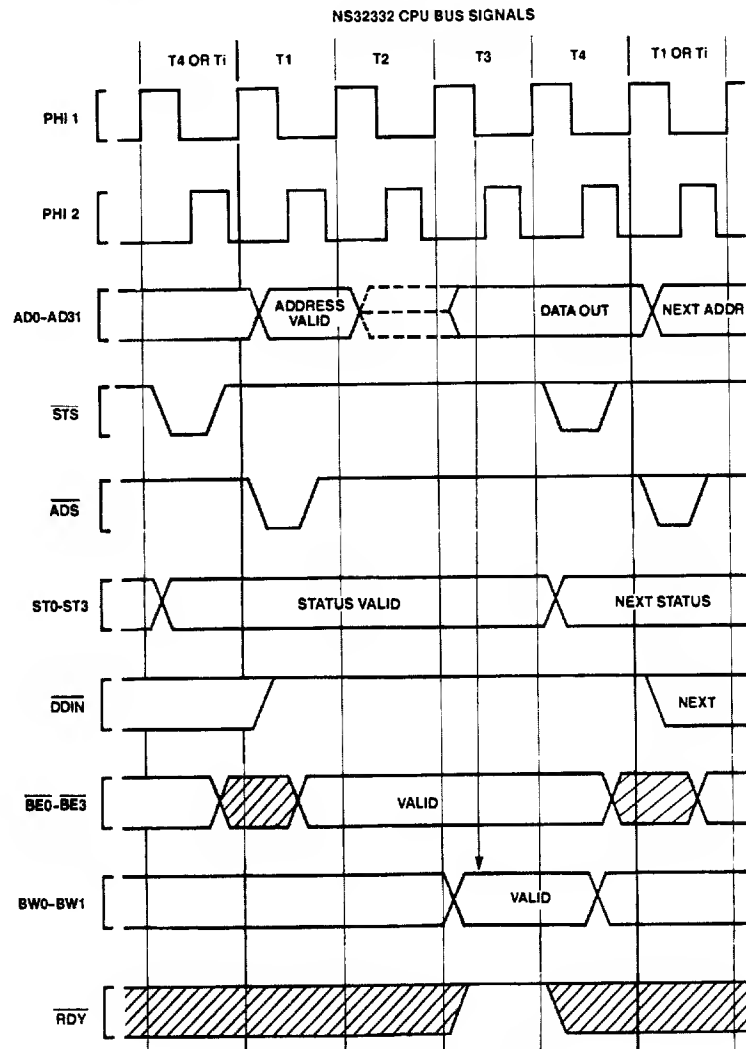 NS32332 CPU BUS SIGNALS
T4 OR Ti T1 T2 T3 T4 T1 OR Ti
PHI 1
PHI 2
AD0-AD31 ADDRESS VALID DATA OUT NEXT ADDR
STS
ADS
ST0-ST3 STATUS VALID NEXT STATUS
DDIN NEXT
BE0-BE3 VALID
BW0-BW1 VALID
RDY